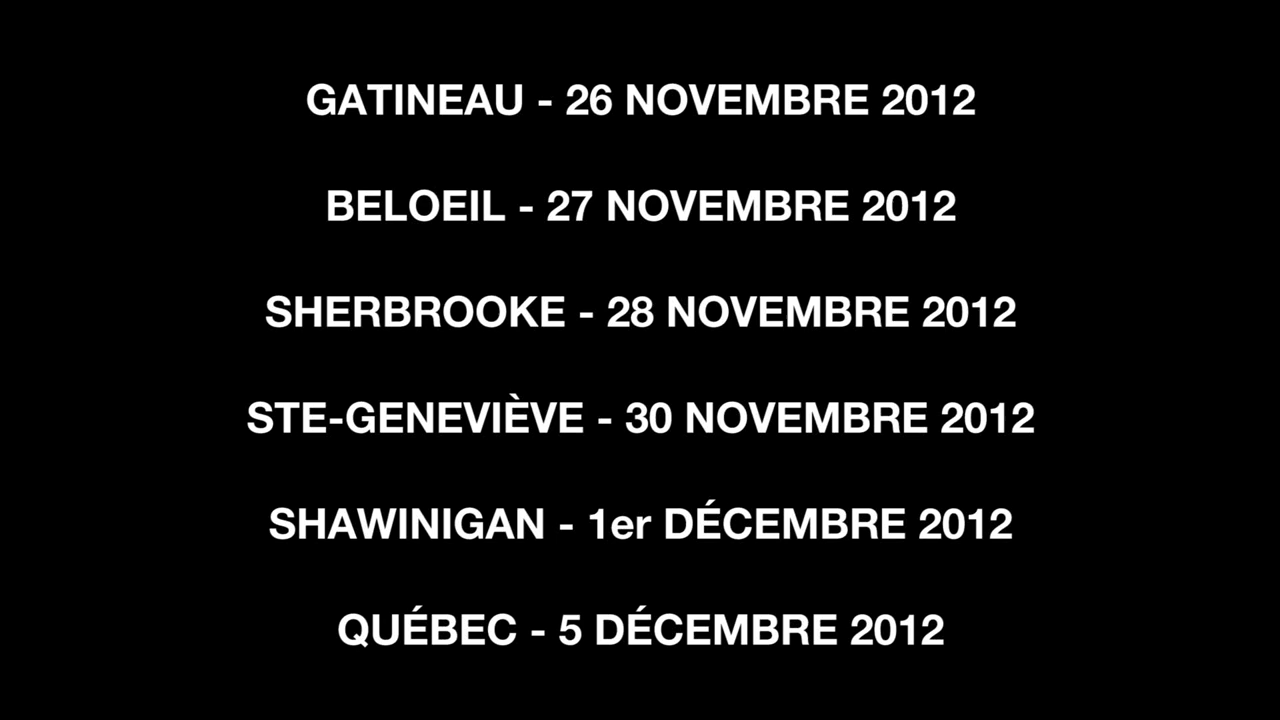 GATINEAU - 26 NOVEMBRE 2012
BELOEIL - 27 NOVEMBRE 2012
SHERBROOKE - 28 NOVEMBRE 2012
STE-GENEVIÈVE - 30 NOVEMBRE 2012
SHAWINIGAN - 1er DÉCEMBRE 2012
QUÉBEC - 5 DÉCEMBRE 2012